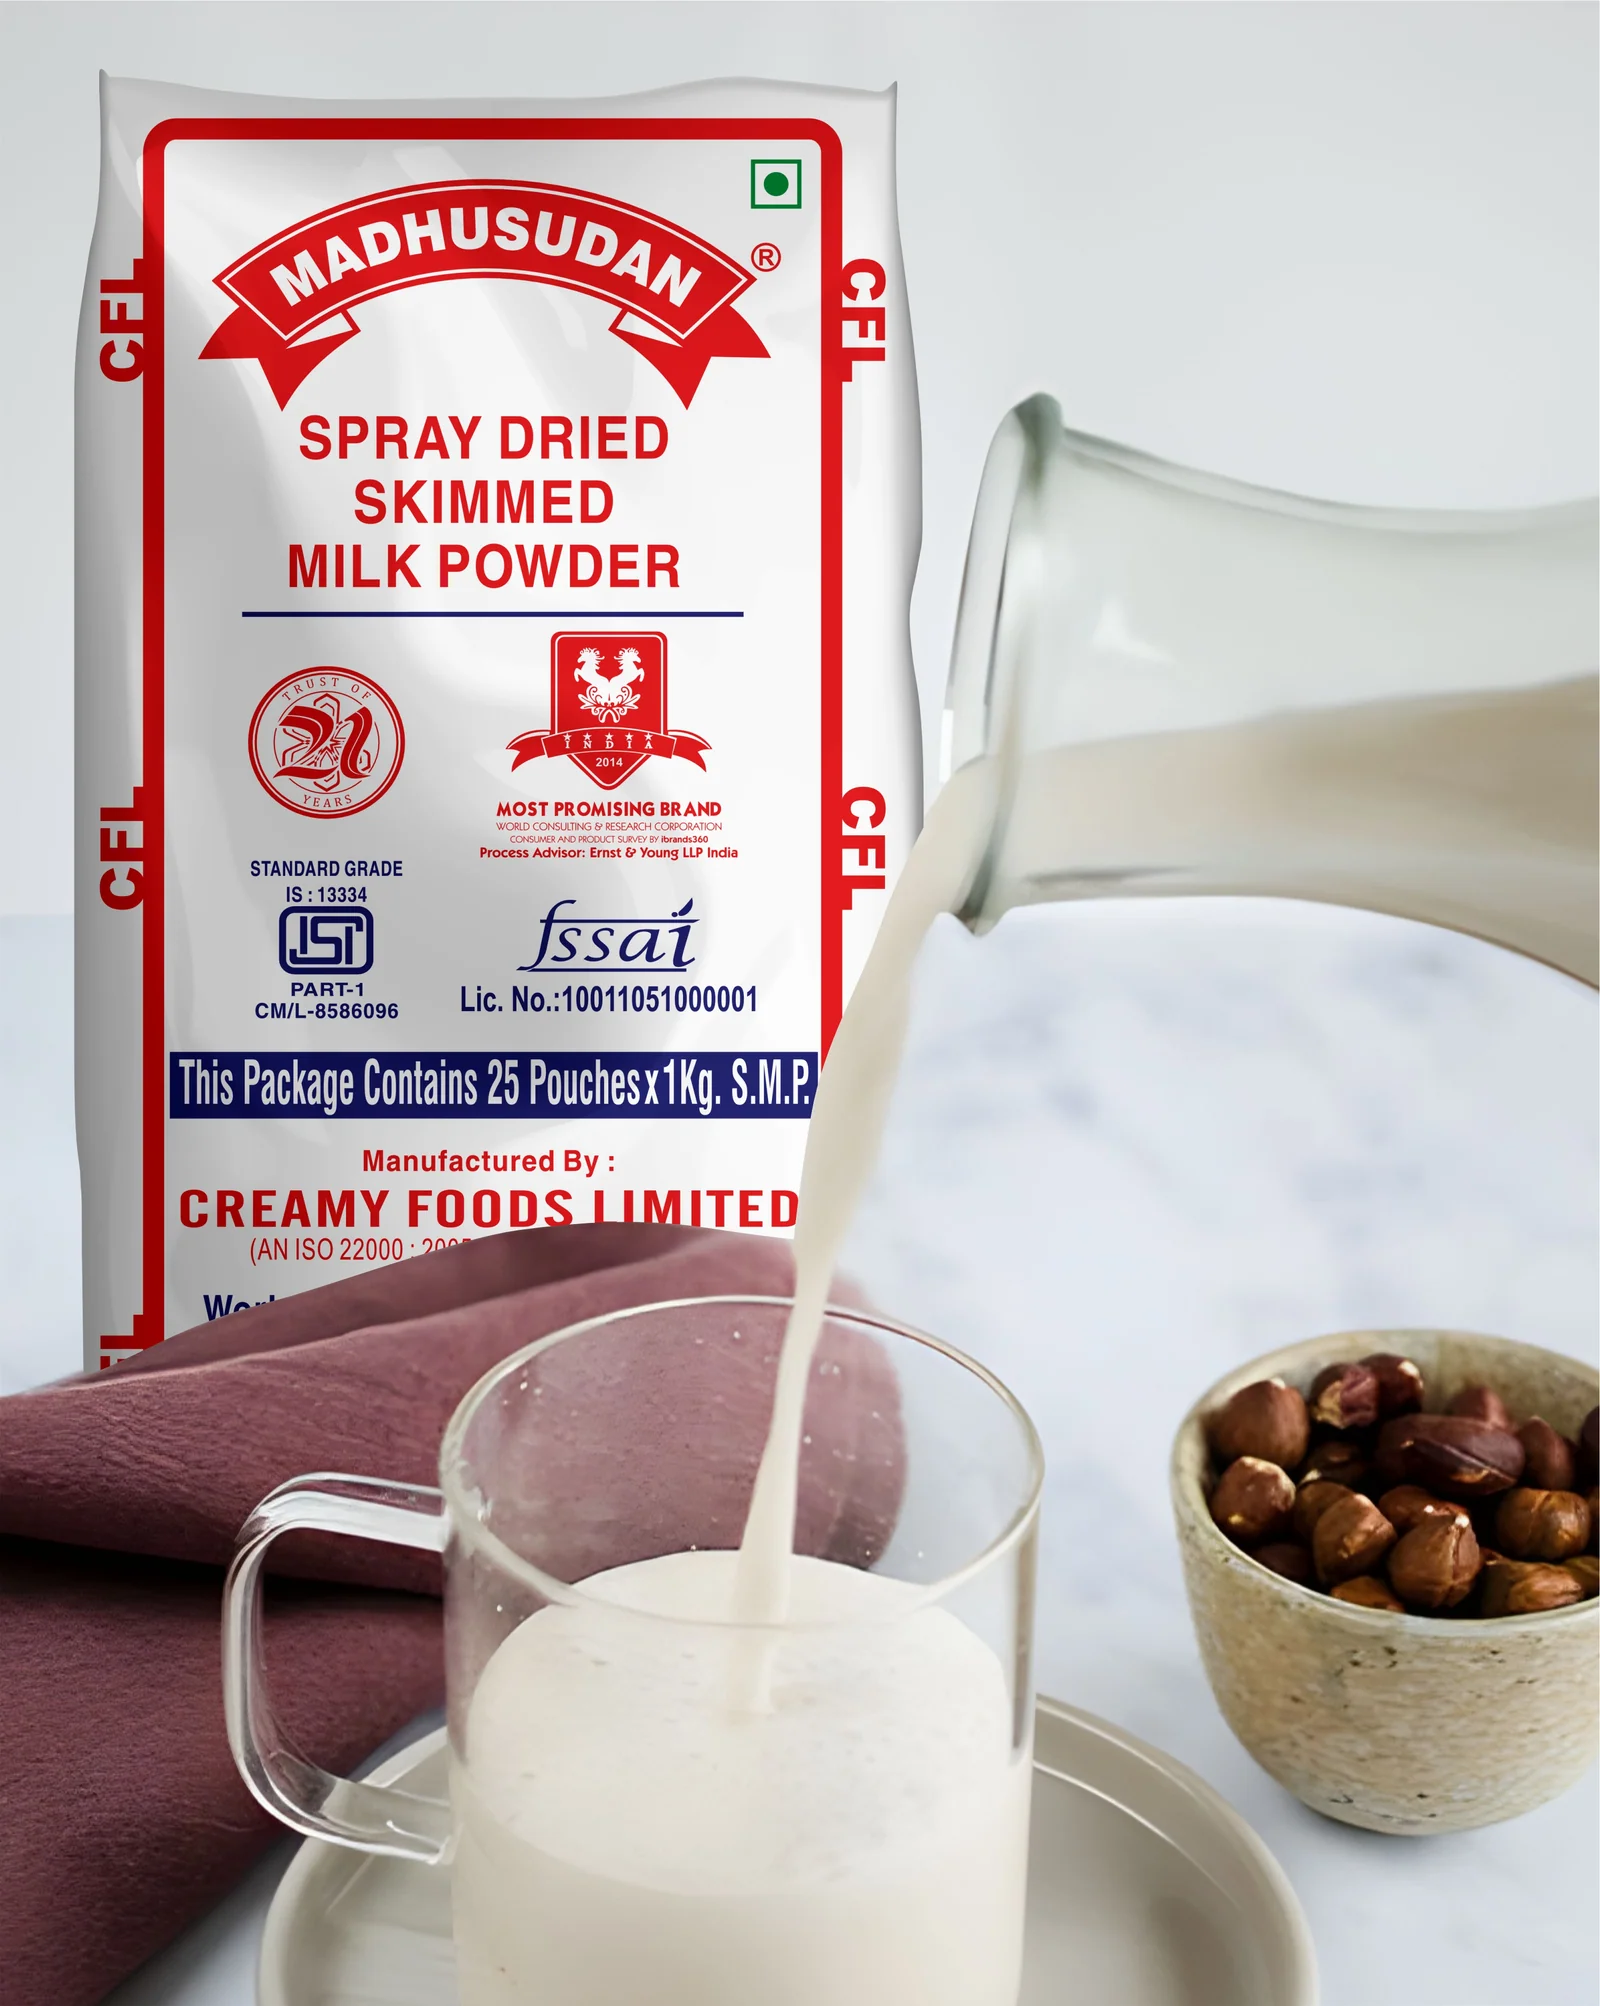 MADHUSUDAN
®
SPRAY DRIED
SKIMMED
MILK POWDER
TRUST OF
21
YEARS
INDIA
2014
MOST PROMISING BRAND
WORLD CONSULTING & RESEARCH CORPORATION
CONSUMER AND PRODUCT SURVEY BY ibrands360
Process Advisor: Ernst & Young LLP India
STANDARD GRADE
IS : 13334
ISI
PART-1
CM/L-8586096
fssai
Lic. No.:10011051000001
This Package Contains 25 Pouches x 1Kg. S.M.P.
Manufactured By :
CREAMY FOODS LIMITED
(AN ISO 22000 :
CFL
CFL
CFL
CFL